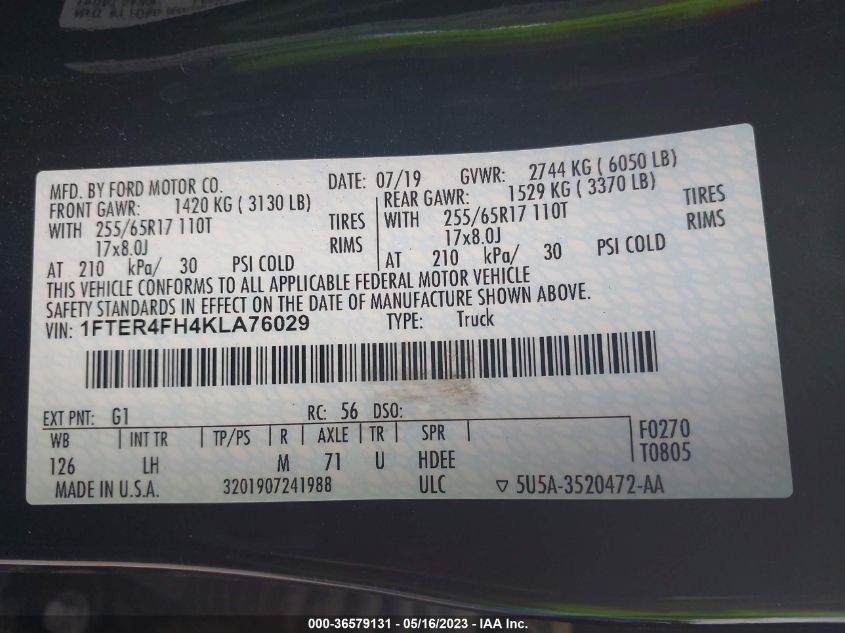 MFD. BY FORD MOTOR CO. DATE: 07/19 GVWR: 2744 KG ( 6050 LB)
FRONT GAWR: 1420 KG ( 3130 LB) REAR GAWR: 1529 KG ( 3370 LB)
WITH 255/65R17 110T TIRES WITH 255/65R17 110T TIRES
17x8.0J RIMS 17x8.0J RIMS
AT 210 kPa/ 30 PSI COLD AT 210 kPa/ 30 PSI COLD
THIS VEHICLE CONFORMS TO ALL APPLICABLE FEDERAL MOTOR VEHICLE
SAFETY STANDARDS IN EFFECT ON THE DATE OF MANUFACTURE SHOWN ABOVE.
VIN: 1FTER4FH4KLA76029 TYPE: Truck
EXT PNT: G1 RC: 56 DSO:
WB INT TR TP/PS R AXLE TR SPR F0270
126 LH M 71 U HDEE T0805
MADE IN U.S.A. 3201907241988 ULC ▽ 5U5A-3520472-AA
000-36579131 - 05/16/2023 - IAA Inc.